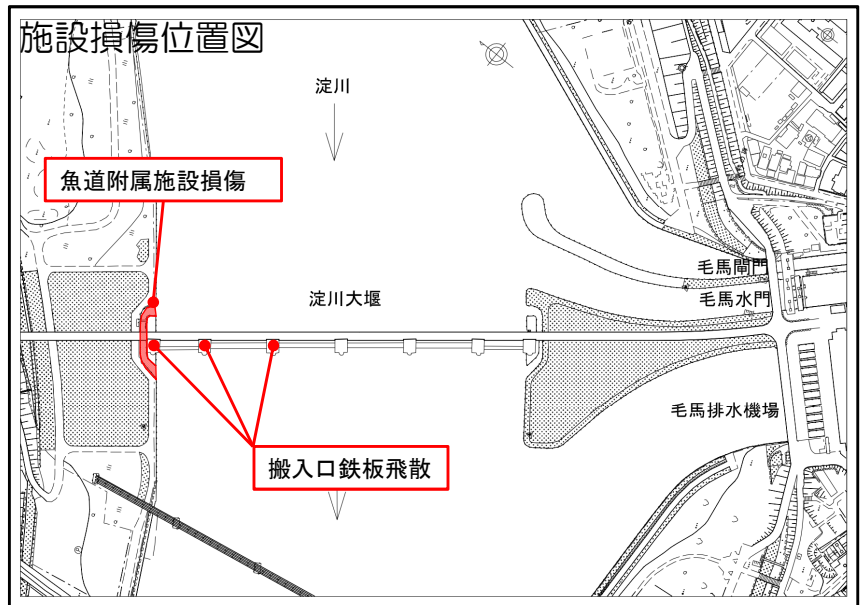 施設損傷位置図
淀川
魚道附属施設損傷
毛馬閘門
淀川大堰
毛馬水門
毛馬排水機場
搬入口鉄板飛散